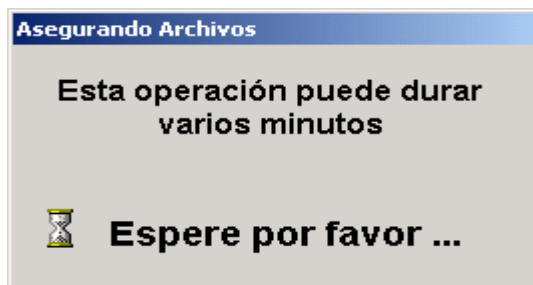 Asegurando Archivos
Esta operación puede durar
varios minutos
Espere por favor ...